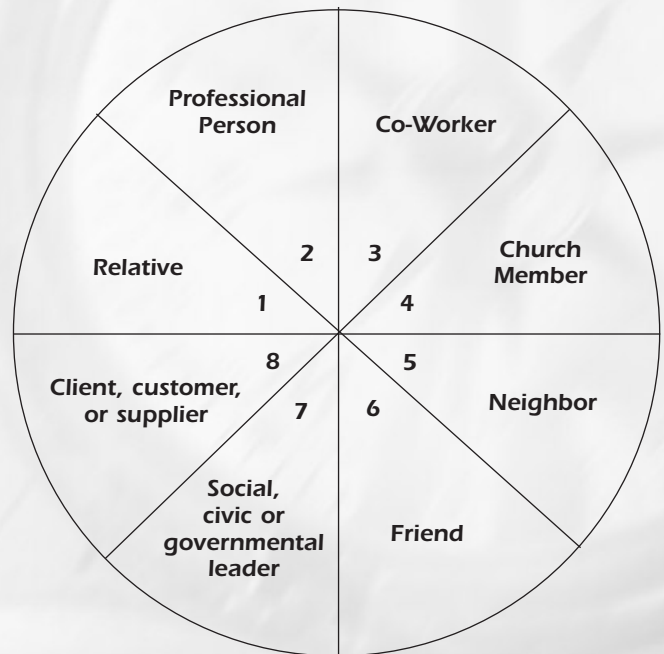 Professional
Person
2
Co-Worker
3
Church
Member
4
Neighbor
5
Friend
6
Social,
civic or
governmental
leader
7
Client, customer,
or supplier
8
Relative
1